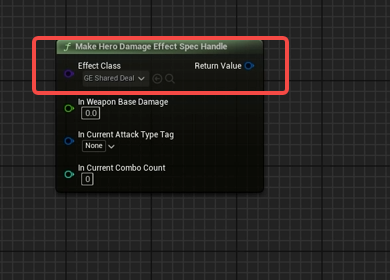 f Make Hero Damage Effect Spec Handle
Effect Class Return Value
GE Shared Deal
In Weapon Base Damage
0.0
In Current Attack Type Tag
None
In Current Combo Count
0